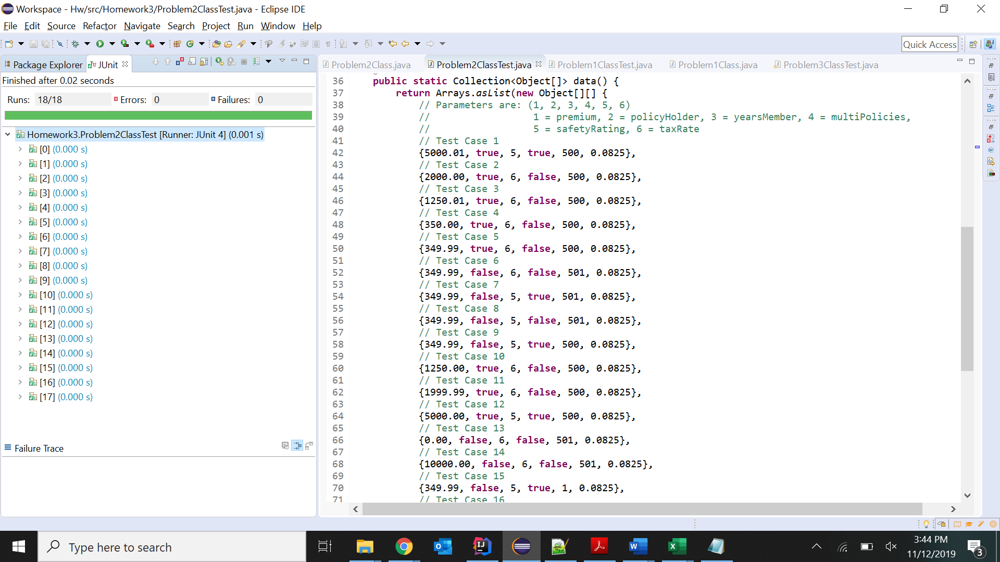 Workspace - Hw/src/Homework3/Problem2ClassTest.java - Eclipse IDE
File Edit Source Refactor Navigate Search Project Run Window Help
Quick Access
Package Explorer JUnit
Problem2Class.java Problem2ClassTest.java Problem1ClassTest.java Problem1Class.java Problem3ClassTest.java
Finished after 0.02 seconds
Runs: 18/18 Errors: 0 Failures: 0
Homework3.Problem2ClassTest [Runner: JUnit 4] (0.001 s)
[0] (0.000 s)
[1] (0.000 s)
[2] (0.000 s)
[3] (0.000 s)
[4] (0.000 s)
[5] (0.000 s)
[6] (0.000 s)
[7] (0.000 s)
[8] (0.000 s)
[9] (0.000 s)
[10] (0.000 s)
[11] (0.000 s)
[12] (0.000 s)
[13] (0.000 s)
[14] (0.000 s)
[15] (0.000 s)
[16] (0.000 s)
[17] (0.000 s)
Failure Trace
36 public static Collection<Object[]> data() {
37 return Arrays.asList(new Object[][] {
38 // Parameters are: (1, 2, 3, 4, 5, 6)
39 // 1 = premium, 2 = policyHolder, 3 = yearsMember, 4 = multiPolicies,
40 // 5 = safetyRating, 6 = taxRate
41 // Test Case 1
42 {5000.01, true, 5, true, 500, 0.0825},
43 // Test Case 2
44 {2000.00, true, 6, false, 500, 0.0825},
45 // Test Case 3
46 {1250.01, true, 6, false, 500, 0.0825},
47 // Test Case 4
48 {350.00, true, 6, false, 500, 0.0825},
49 // Test Case 5
50 {349.99, true, 6, false, 500, 0.0825},
51 // Test Case 6
52 {349.99, false, 6, false, 501, 0.0825},
53 // Test Case 7
54 {349.99, false, 5, true, 501, 0.0825},
55 // Test Case 8
56 {349.99, false, 5, false, 501, 0.0825},
57 // Test Case 9
58 {349.99, false, 5, true, 500, 0.0825},
59 // Test Case 10
60 {1250.00, true, 6, false, 500, 0.0825},
61 // Test Case 11
62 {1999.99, true, 6, false, 500, 0.0825},
63 // Test Case 12
64 {5000.00, true, 5, true, 500, 0.0825},
65 // Test Case 13
66 {0.00, false, 6, false, 501, 0.0825},
67 // Test Case 14
68 {10000.00, false, 6, false, 501, 0.0825},
69 // Test Case 15
70 {349.99, false, 5, true, 1, 0.0825},
71 // Test Case 16
Type here to search
3:44 PM
11/12/2019
3